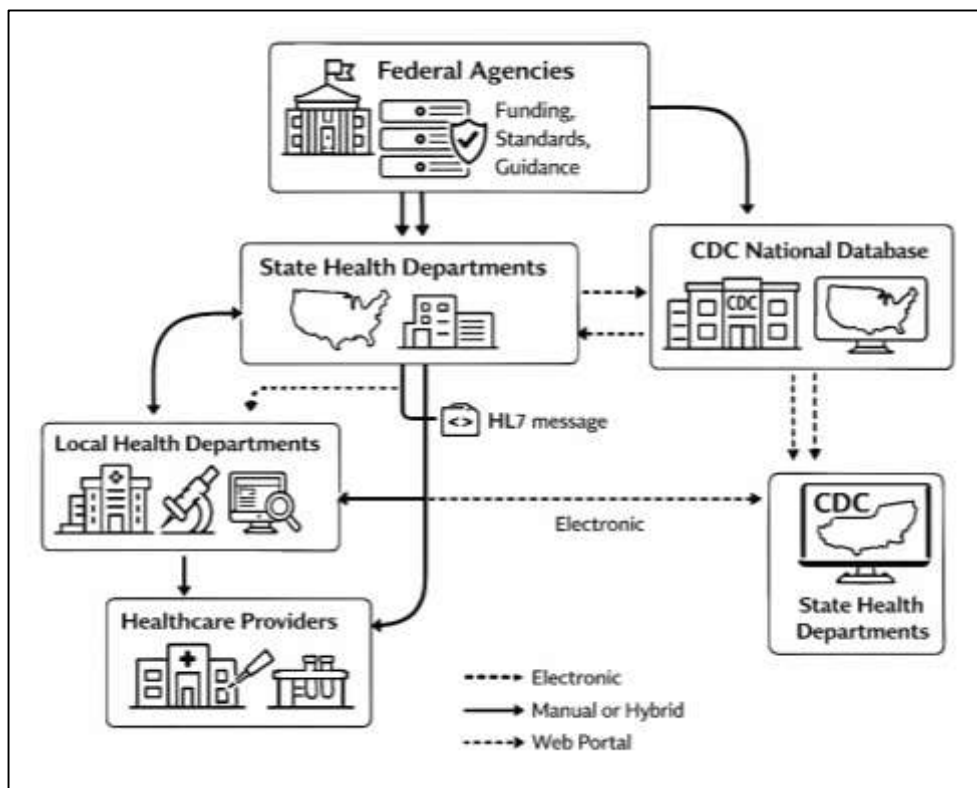 Federal Agencies
Funding,
Standards,
Guidance
State Health Departments
CDC National Database
CDC
<> HL7 message
Local Health Departments
Electronic
CDC
State Health
Departments
Healthcare Providers
Electronic
Manual or Hybrid
Web Portal